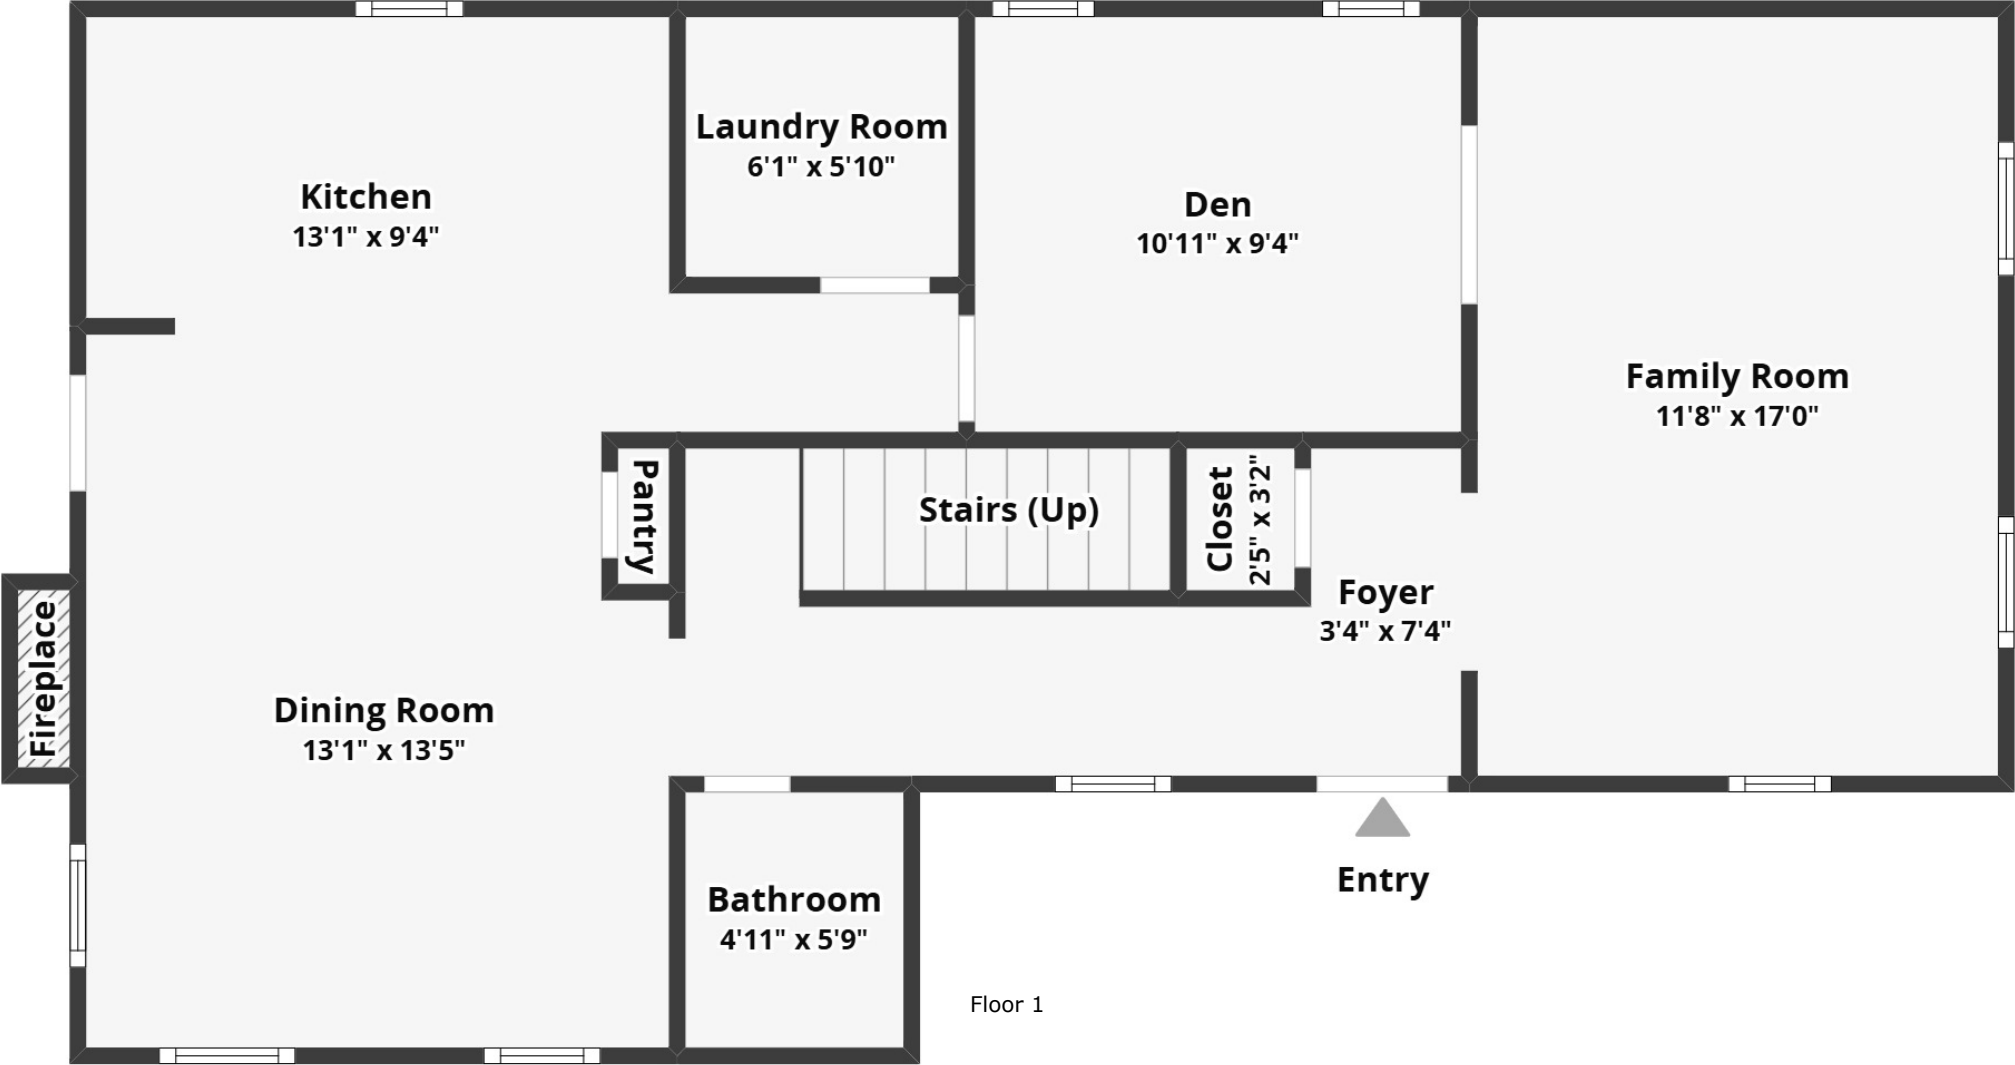 Kitchen
13'1" x 9'4"
Laundry Room
6'1" x 5'10"
Den
10'11" x 9'4"
Family Room
11'8" x 17'0"
Pantry
Stairs (Up)
Closet
2'5" x 3'2"
Foyer
3'4" x 7'4"
Fireplace
Dining Room
13'1" x 13'5"
Bathroom
4'11" x 5'9"
Entry
Floor 1